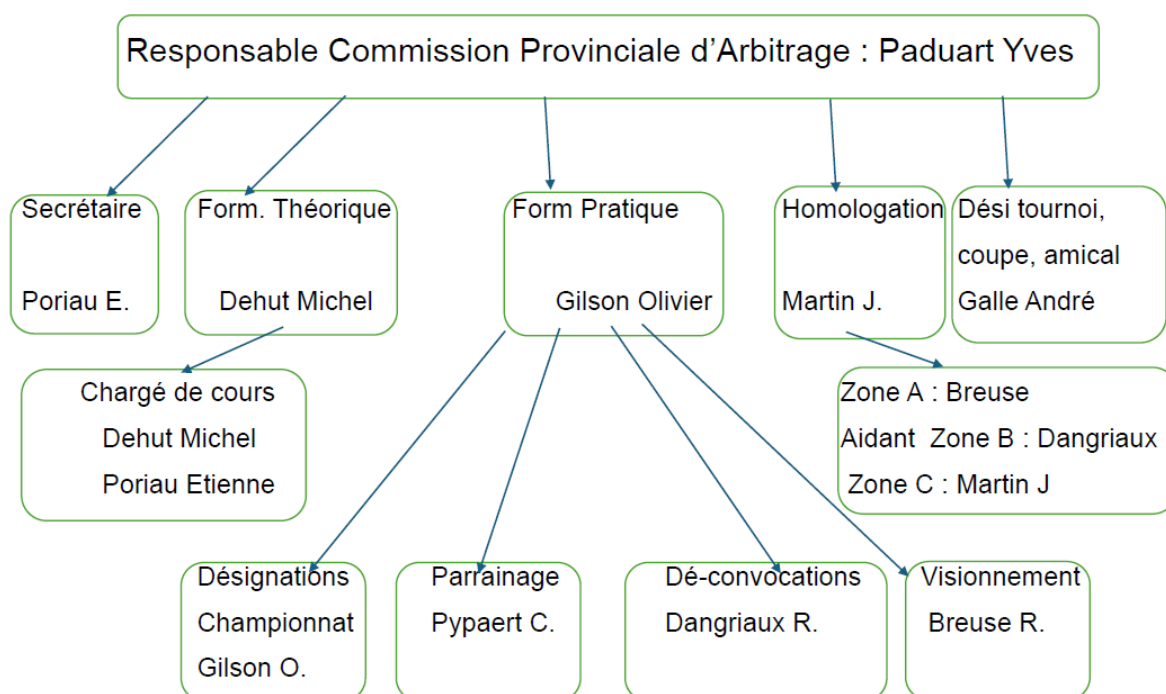 Responsable Commission Provinciale d’Arbitrage : Paduart Yves
Secrétaire
Poriau E.
Form. Théorique
Dehut Michel
Form Pratique
Gilson Olivier
Homologation
Martin J.
Dési tournoi,
coupe, amical
Galle André
Chargé de cours
Dehut Michel
Poriau Etienne
Zone A : Breuse
Aidant  Zone B : Dangriaux
Zone C : Martin J
Désignations
Championnat
Gilson O.
Parrainage
Pypaert C.
Dé-convocations
Dangriaux R.
Visionnement
Breuse R.